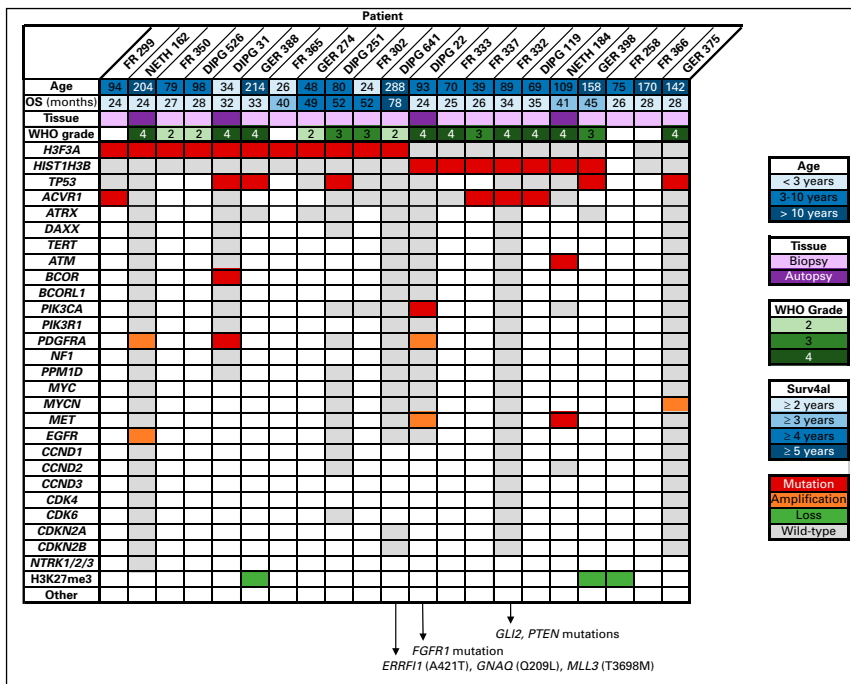 Patient
FR 299 NETH 162 FR 350 DIPG 526 DIPG 31 GER 388 FR 365 GER 274 DIPG 251 FR 302 DIPG 641 DIPG 22 FR 333 FR 337 FR 332 DIPG 119 NETH 184 GER 398 FR 258 FR 366 GER 375
Age 94 204 79 98 34 214 26 48 80 24 288 93 70 39 89 69 109 158 75 170 142
OS (months) 24 24 27 28 32 33 40 49 52 52 78 24 25 26 34 35 41 45 26 28 28
Tissue
WHO grade 4 2 2 4 4 2 3 3 2 4 4 3 4 4 4 3 4
H3F3A
HIST1H3B
TP53
ACVR1
ATRX
DAXX
TERT
ATM
BCOR
BCORL1
PIK3CA
PIK3R1
PDGFRA
NF1
PPM1D
MYC
MYCN
MET
EGFR
CCND1
CCND2
CCND3
CDK4
CDK6
CDKN2A
CDKN2B
NTRK1/2/3
H3K27me3
Other
GLI2, PTEN mutations
FGFR1 mutation
ERRFI1 (A421T), GNAQ (Q209L), MLL3 (T3698M)
Age
< 3 years
3-10 years
> 10 years
Tissue
Biopsy
Autopsy
WHO Grade
2
3
4
Surv4al
≥ 2 years
≥ 3 years
≥ 4 years
≥ 5 years
Mutation
Amplification
Loss
Wild-type